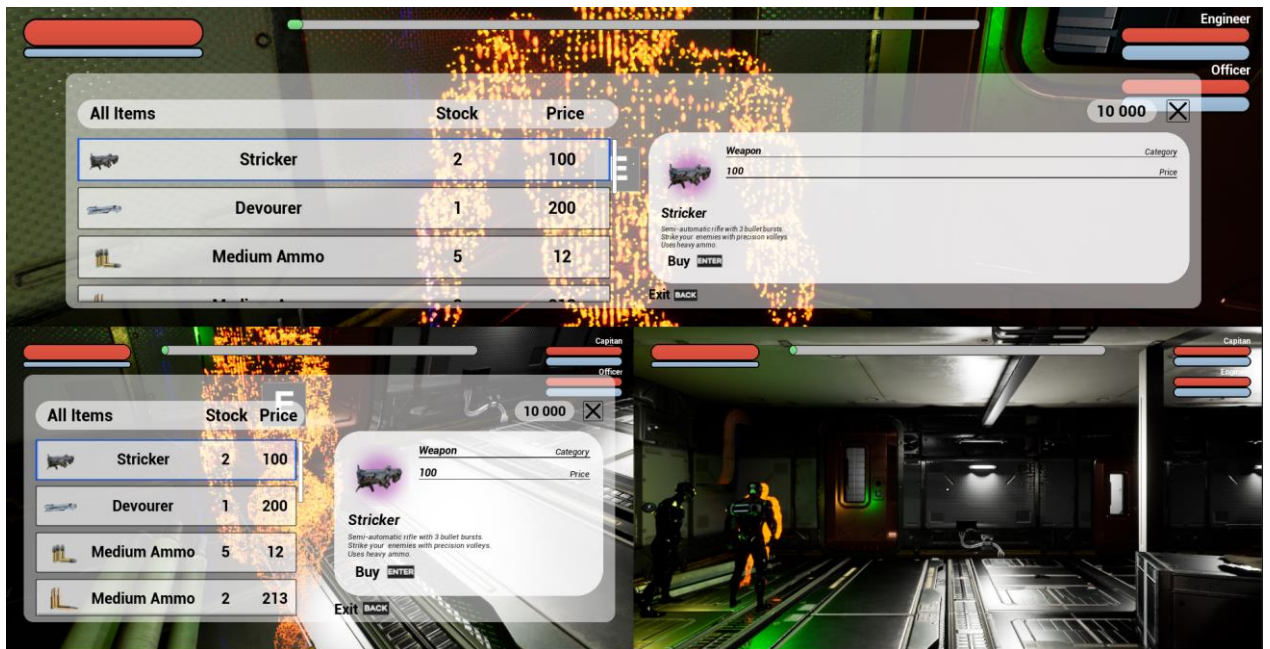 Engineer
Officer
All Items Stock Price
10 000
Stricker 2 100
Devourer 1 200
Medium Ammo 5 12
E
Weapon Category
100 Price
Stricker
Semi-automatic rifle with 3 bullet bursts.
Strike your enemies with precision valleys.
Uses heavy ammo.
Buy ENTER
Exit BACK
Capitan
Officer
All Items Stock Price
10 000
Stricker 2 100
Devourer 1 200
Medium Ammo 5 12
Medium Ammo 2 213
Weapon Category
100 Price
Stricker
Semi-automatic rifle with 3 bullet bursts.
Strike your enemies with precision valleys.
Uses heavy ammo.
Buy ENTER
Exit BACK
Capitan
Engineer